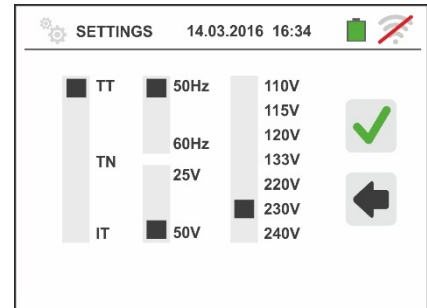 SETTINGS 14.03.2016 16:34
TT 50Hz 110V
115V
120V
60Hz
TN 133V
25V
220V
230V
IT 50V 240V